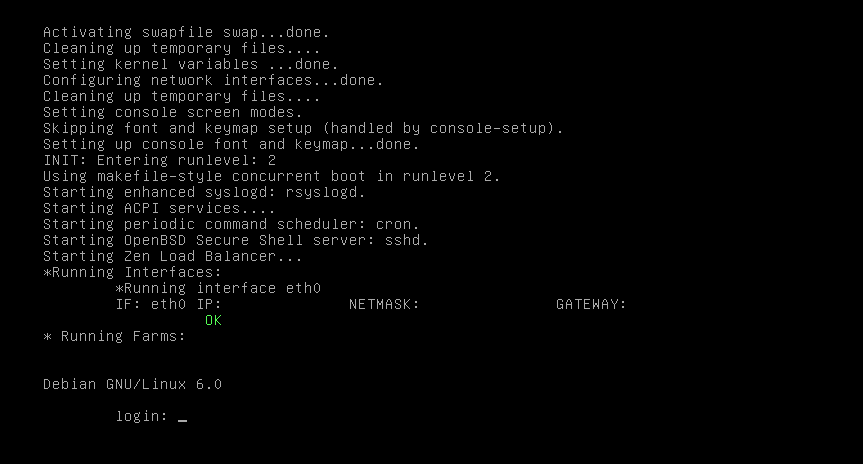 Activating swapfile swap...done.
Cleaning up temporary files....
Setting kernel variables ...done.
Configuring network interfaces...done.
Cleaning up temporary files....
Setting console screen modes.
Skipping font and keymap setup (handled by console-setup).
Setting up console font and keymap...done.
INIT: Entering runlevel: 2
Using makefile-style concurrent boot in runlevel 2.
Starting enhanced syslogd: rsyslogd.
Starting ACPI services....
Starting periodic command scheduler: cron.
Starting OpenBSD Secure Shell server: sshd.
Starting Zen Load Balancer...
*Running Interfaces:
*Running interface eth0
IF: eth0 IP: NETMASK: GATEWAY:
OK
* Running Farms:
Debian GNU/Linux 6.0
login: _